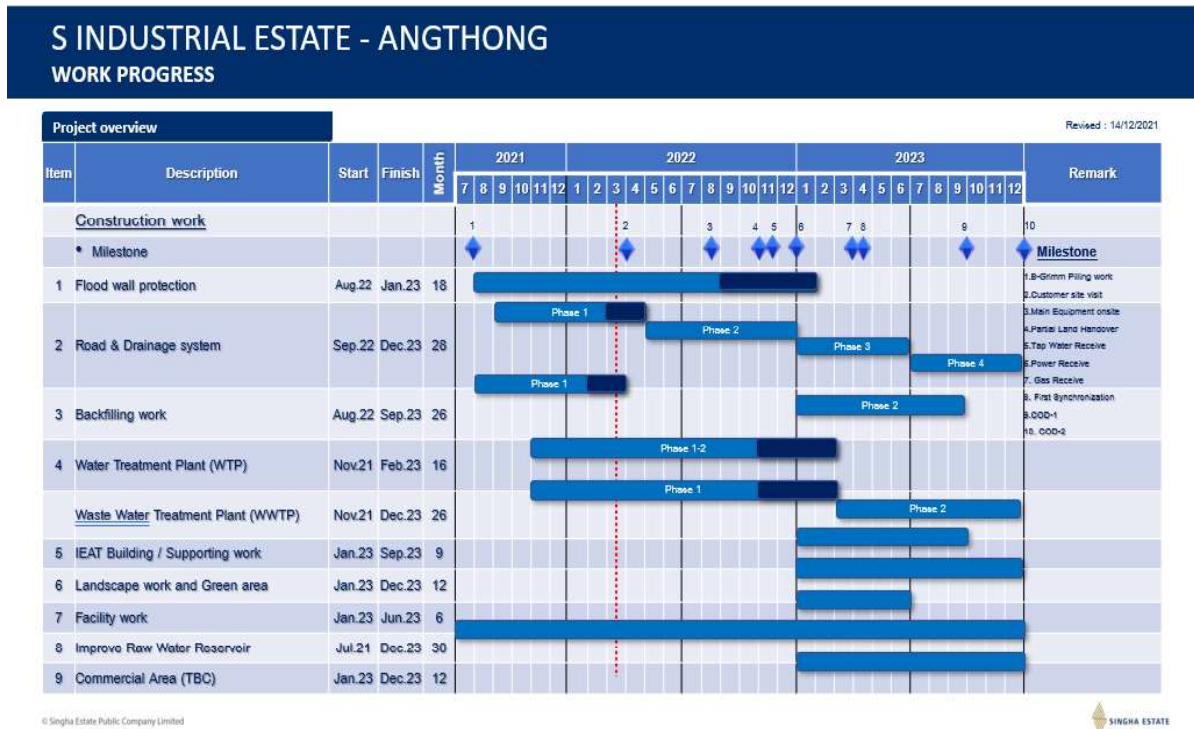 S INDUSTRIAL ESTATE - ANGTHONG
WORK PROGRESS
Project overview
Revised : 14/12/2021
Item Description Start Finish Month 2021 2022 2023 Remark
7 8 9 10 11 12 1 2 3 4 5 6 7 8 9 10 11 12 1 2 3 4 5 6 7 8 9 10 11 12
Construction work
1 2 3 4 5 6 7 8 9 10
• Milestone
Milestone
1.B-Grimm Piling work
2.Customer site visit
3.Main Equipment onsite
4.Partial Land Handover
5.Tap Water Receive
6.Power Receive
7. Gas Receive
8. First Synchronization
9.COD-1
10. COD-2
1 Flood wall protection Aug.22 Jan.23 18
Phase 1
2 Road & Drainage system Sep.22 Dec.23 28
Phase 2
Phase 3
Phase 4
Phase 1
3 Backfilling work Aug.22 Sep.23 26
Phase 2
4 Water Treatment Plant (WTP) Nov.21 Feb.23 16
Phase 1-2
Phase 1
Waste Water Treatment Plant (WWTP) Nov.21 Dec.23 26
Phase 2
5 IEAT Building / Supporting work Jan.23 Sep.23 9
6 Landscape work and Green area Jan.23 Dec.23 12
7 Facility work Jan.23 Jun.23 6
8 Improve Raw Water Reservoir Jul.21 Dec.23 30
9 Commercial Area (TBC) Jan.23 Dec.23 12
© Singha Estate Public Company Limited
SINGHA ESTATE